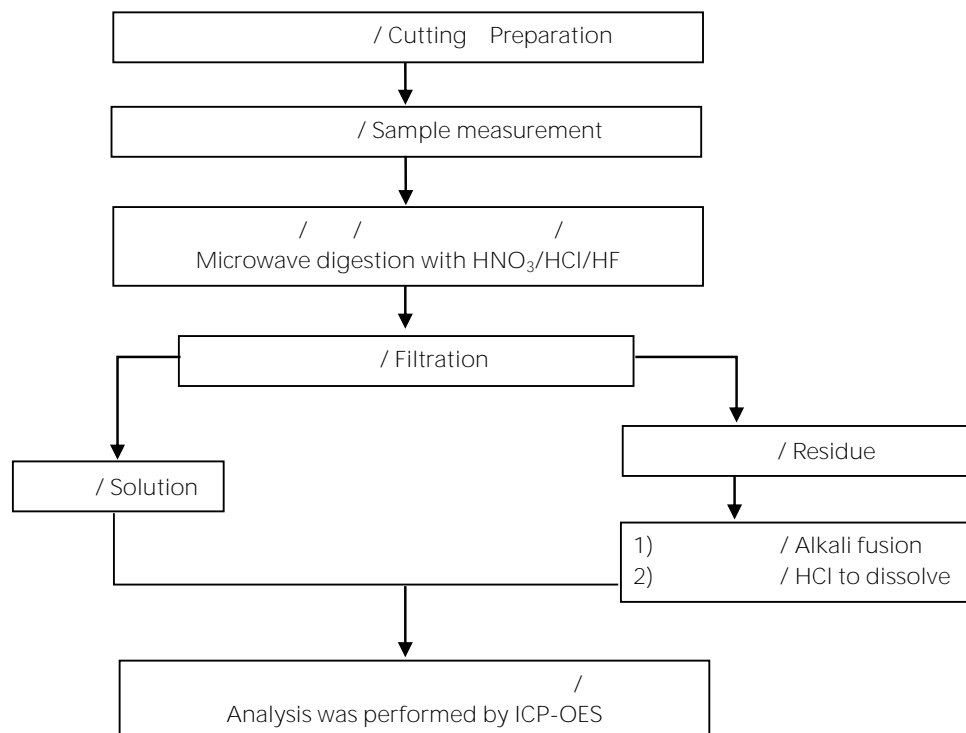 / Cutting Preparation
/ Sample measurement
/ / /
Microwave digestion with HNO₃/HCl/HF
/ Filtration
/ Residue
/ Solution
1) / Alkali fusion
2) / HCl to dissolve
/
Analysis was performed by ICP-OES